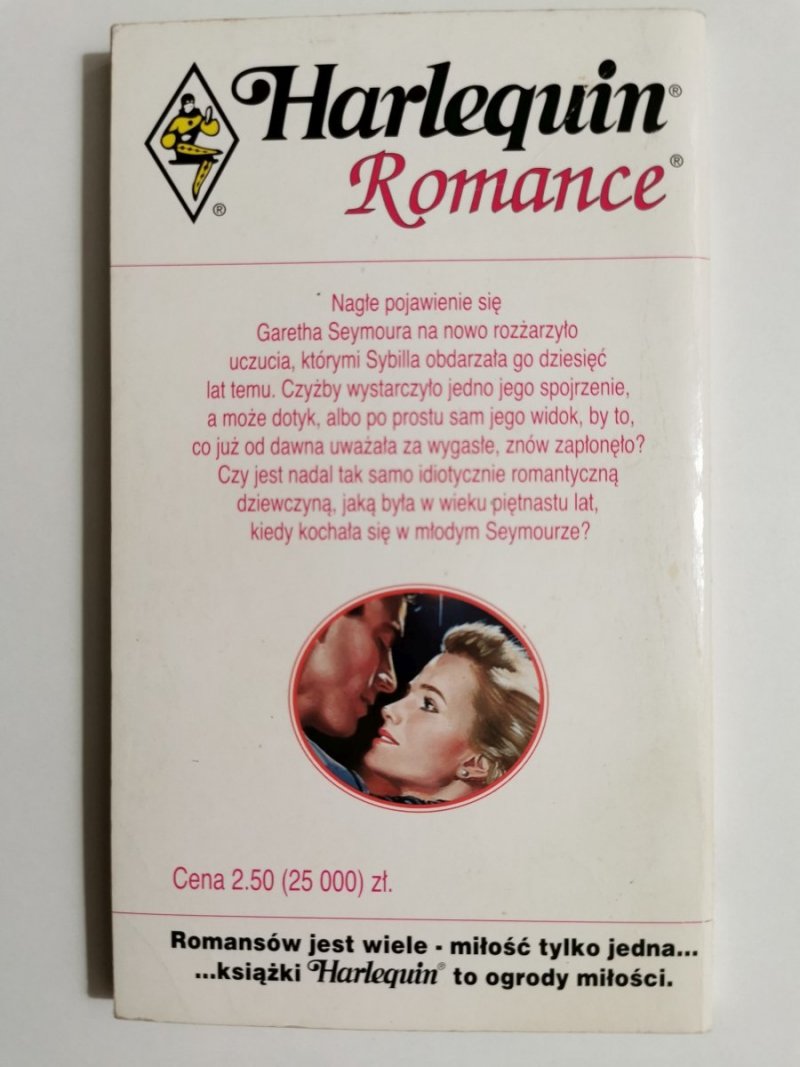 Harlequin®
Romance®
®
Nagłe pojawienie się
Garetha Seymoura na nowo rozżarzyło
uczucia, którymi Sybilla obdarzała go dziesięć
lat temu. Czyżby wystarczyło jedno jego spojrzenie,
a może dotyk, albo po prostu sam jego widok, by to,
co już od dawna uważała za wygasłe, znów zapłonęło?
Czy jest nadal tak samo idiotycznie romantyczną
dziewczyną, jaką była w wieku piętnastu lat,
kiedy kochała się w młodym Seymourze?
Cena 2.50 (25 000) zł.
Romansów jest wiele - miłość tylko jedna...
...książki Harlequin® to ogrody miłości.